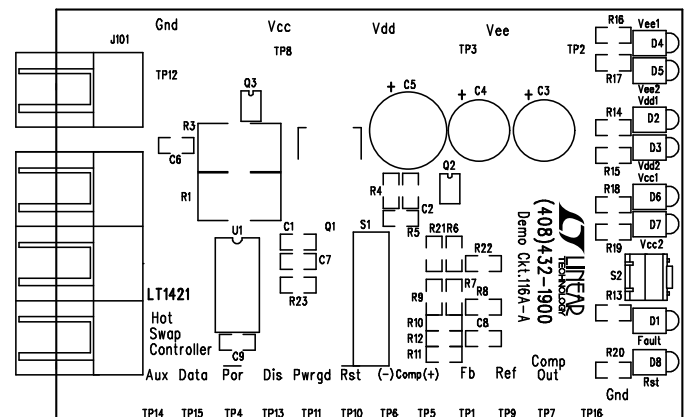 Gnd Vcc Vdd Vee
R16 Vee1
J101
D4
TP8 TP3 TP2
TP12
D5
R17
Q3
Vee2
C5 C4 C3
Vdd1
R14 D2
R3
C6
D3
R15 Vdd2
Q2
R4
Vcc1
R18 D6
R1
C2
D7
U1 C1 Q1 S1 R5
R19
R21 R6
Vcc2
C7
R22
S2
LT1421
R23
R9 R7
R13
R8
Hot
Swap
Controller
R10
R12
R11
C8
D1
Fault
C9
R20 D8
Rst
(408)432-1900
Demo Ckt.116A-A
LINEAR
TECHNOLOGY
Aux Data Por Dis Pwrgd Rst (-) Comp(+) Fb Ref Comp Out Gnd
TP14 TP15 TP4 TP13 TP11 TP10 TP6 TP5 TP1 TP9 TP7 TP16